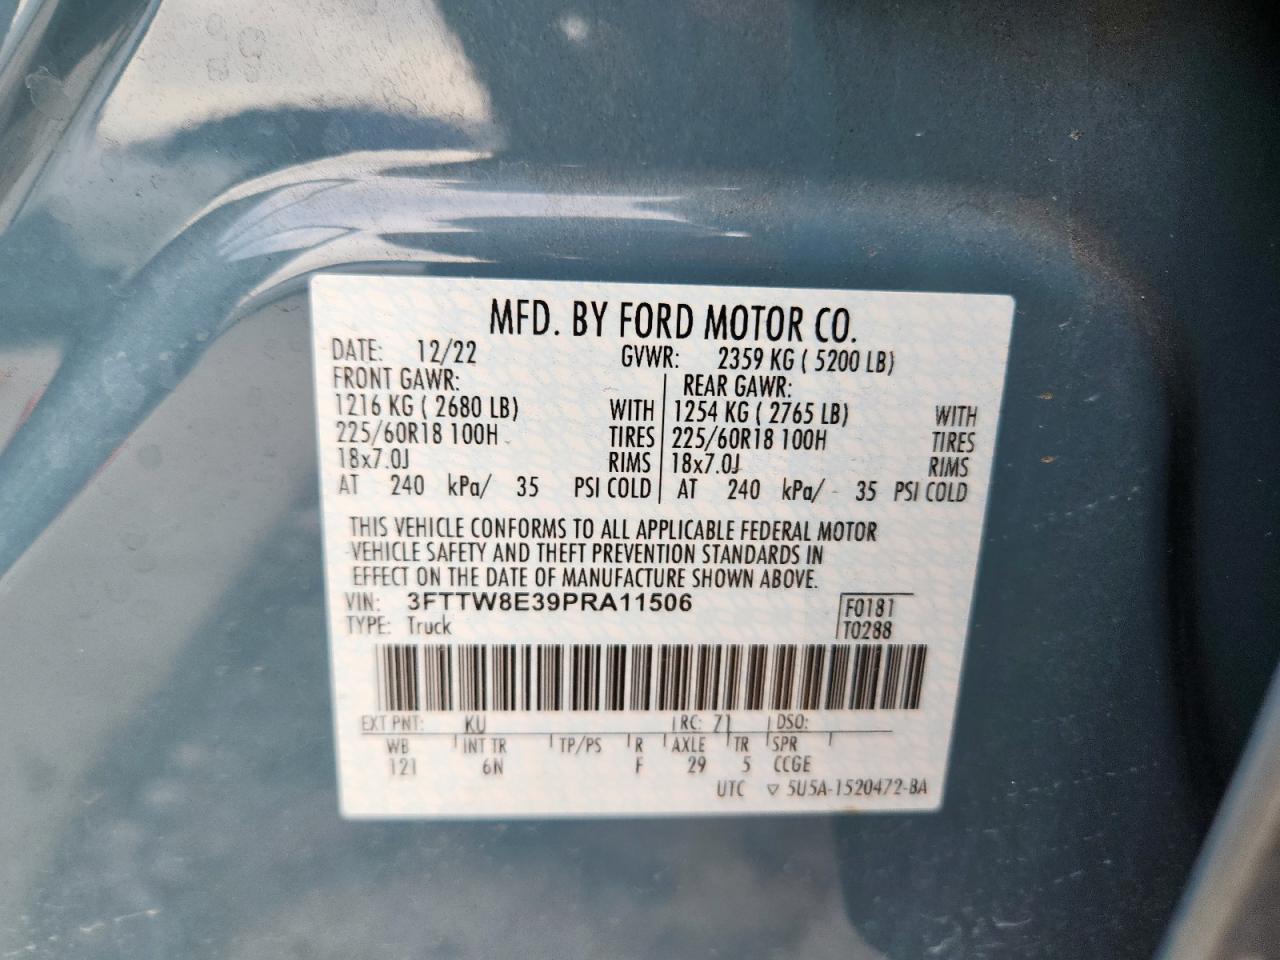 MFD. BY FORD MOTOR CO.
DATE: 12/22 GVWR: 2359 KG ( 5200 LB)
FRONT GAWR: REAR GAWR:
1216 KG ( 2680 LB) WITH 1254 KG ( 2765 LB) WITH
225/60R18 100H TIRES 225/60R18 100H TIRES
18x7.0J RIMS 18x7.0J RIMS
AT 240 kPa/ 35 PSI COLD AT 240 kPa/ 35 PSI COLD
THIS VEHICLE CONFORMS TO ALL APPLICABLE FEDERAL MOTOR
VEHICLE SAFETY AND THEFT PREVENTION STANDARDS IN
EFFECT ON THE DATE OF MANUFACTURE SHOWN ABOVE.
VIN: 3FTTW8E39PRA11506 F0181
TYPE: Truck T0288
EXT PNT: KU RC: 71 DSO:
WB INT TR TP/PS R AXLE TR SPR
121 6N F 29 5 CCGE
UTC ▽ 5U5A-1520472-BA